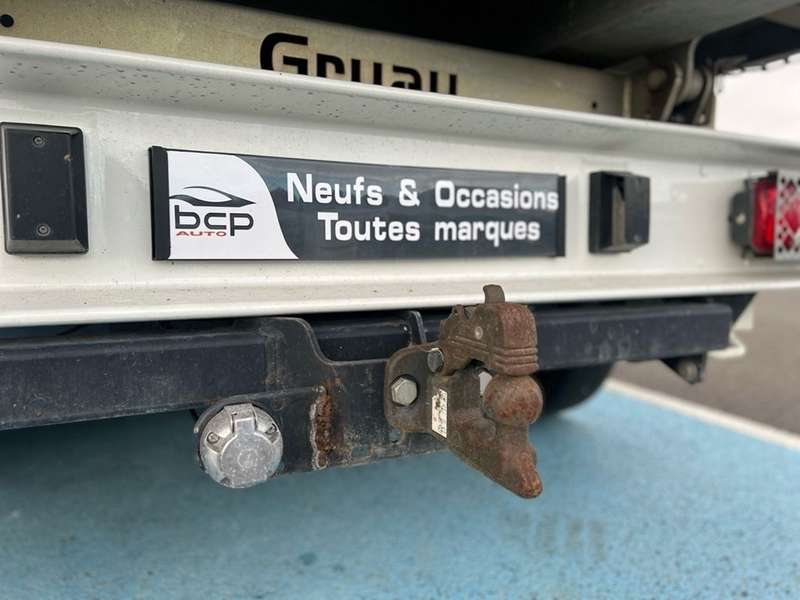 Gruau
bcp
AUTO
Neufs & Occasions
Toutes marques